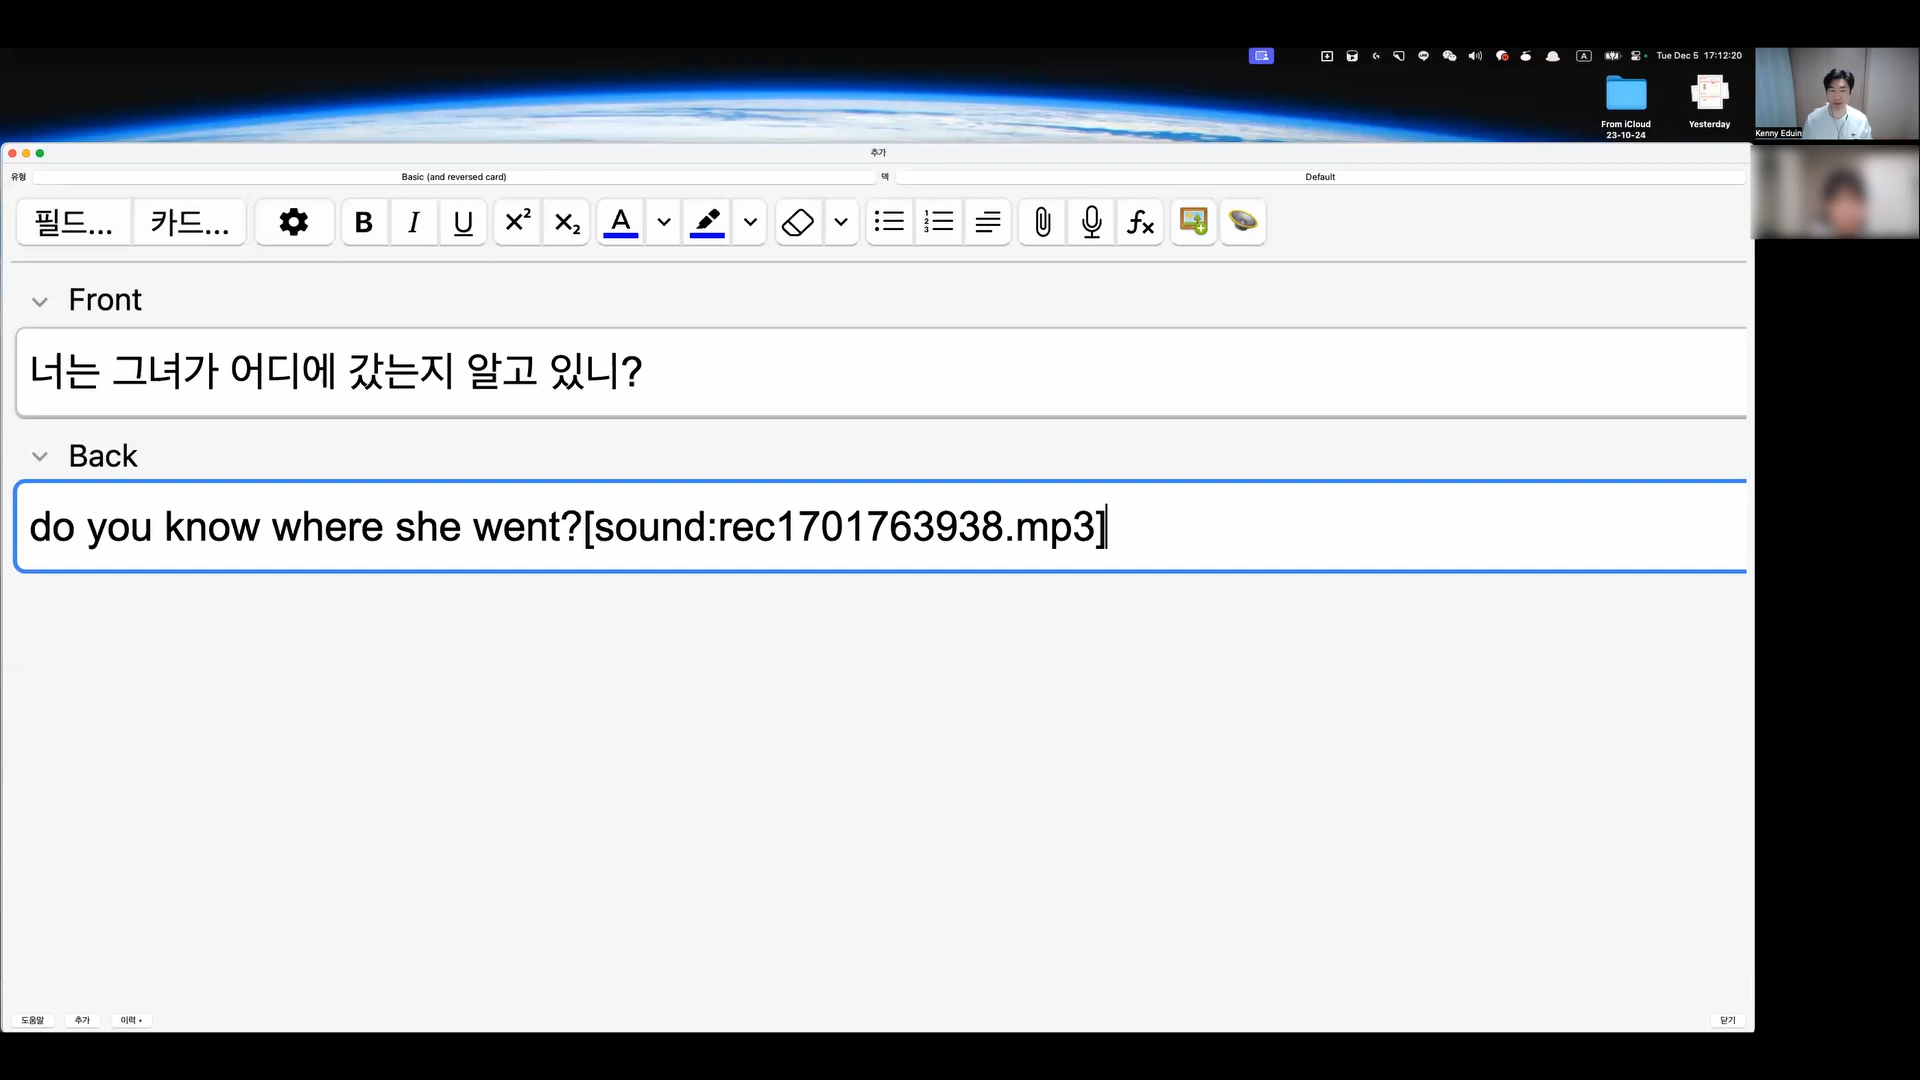 Tue Dec 5 17:12:20
From iCloud
23-10-24
Yesterday
Kenny Eduin
추가
유형 Basic (and reversed card) 덱 Default
필드... 카드... B I U X² X₂ A fx
Front
너는 그녀가 어디에 갔는지 알고 있니?
Back
do you know where she went?[sound:rec1701763938.mp3]
도움말 추가 이력 닫기